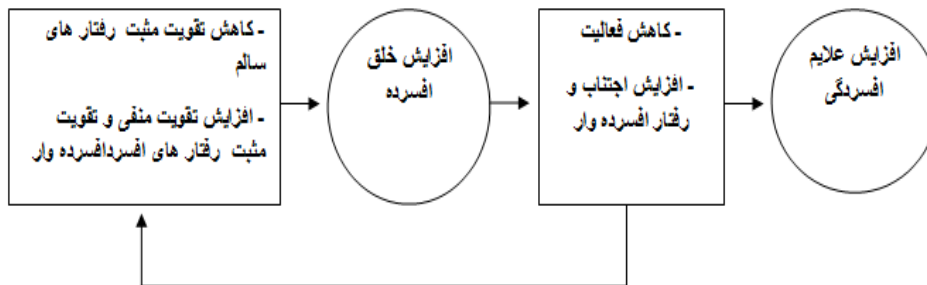 - کاهش تقویت مثبت رفتار های
سالم
- افزایش تقویت منفی و تقویت
مثبت رفتار های افسردافسرده وار
افزایش خلق
افسرده
- کاهش فعالیت
- افزایش اجتناب و
رفتار افسرده وار
افزایش علایم
افسردگی